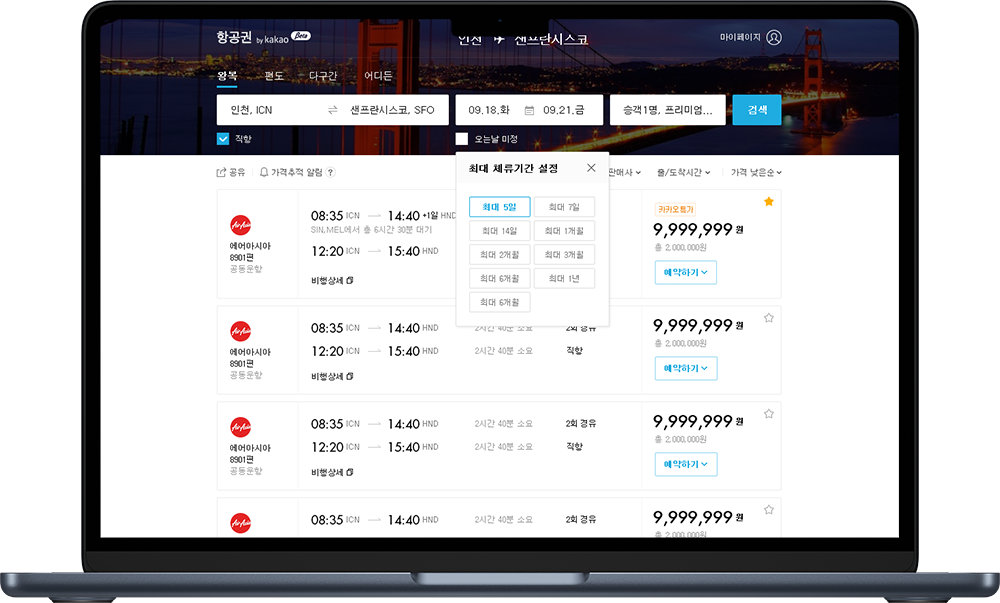 항공권 by kakao Beta
인천 샌프란시스코
마이페이지
왕복 편도 다구간 어디든
인천, ICN 샌프란시스코, SFO 09.18.화 09.21.금 승객1명, 프리미엄... 검색
직항 오는날 미정
공유 가격추적 알림 ? 판매사 출/도착시간 가격 낮은순
최대 체류기간 설정
최대 5일 최대 7일
최대 14일 최대 1개월
최대 2개월 최대 3개월
최대 6개월 최대 1년
최대 6개월
AirAsia
에어아시아
8901편
공동운항
08:35 ICN 14:40 +1일 HND
SIN,MEL에서 총 6시간 30분 대기
12:20 ICN 15:40 HND
비행상세
카카오특가
9,999,999 원
총 2,000,000원
예약하기
AirAsia
에어아시아
8901편
공동운항
08:35 ICN 14:40 HND 2시간 40분 소요 2회 경유
12:20 ICN 15:40 HND 2시간 40분 소요 직항
비행상세
9,999,999 원
총 2,000,000원
예약하기
AirAsia
에어아시아
8901편
공동운항
08:35 ICN 14:40 HND 2시간 40분 소요 2회 경유
12:20 ICN 15:40 HND 2시간 40분 소요 직항
비행상세
9,999,999 원
총 2,000,000원
예약하기
AirAsia
08:35 ICN 14:40 HND 2시간 40분 소요 2회 경유
9,999,999 원
총 2,000,000원